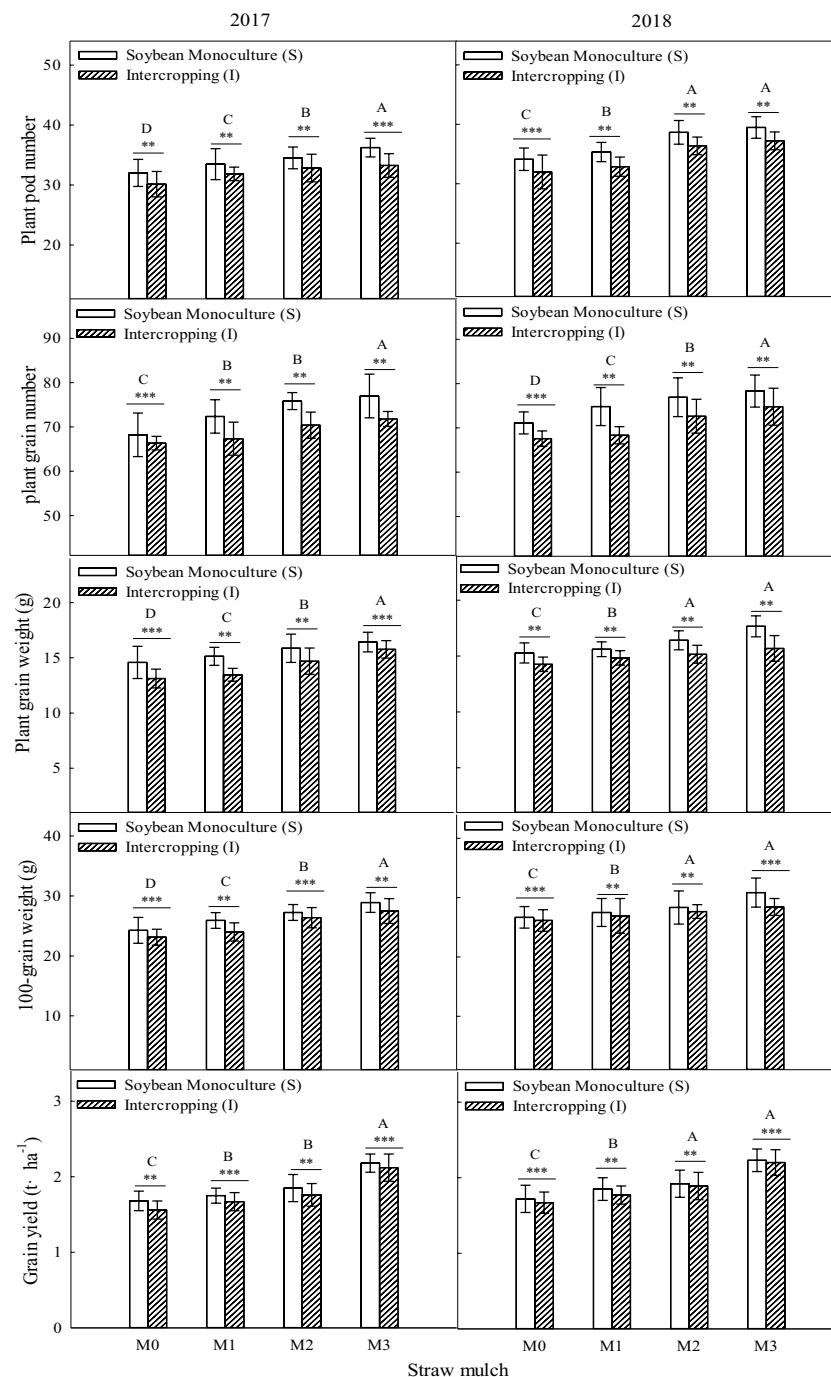 2017
2018
Plant pod number
50
40
30
20
Soybean Monoculture (S)
Intercropping (I)
D
**
C
**
B
**
A
***
Soybean Monoculture (S)
Intercropping (I)
C
***
B
**
A
**
A
**
plant grain number
90
80
70
60
50
Soybean Monoculture (S)
Intercropping (I)
C
***
B
**
B
**
A
**
Soybean Monoculture (S)
Intercropping (I)
D
***
C
**
B
**
A
**
Plant grain weight (g)
20
15
10
5
Soybean Monoculture (S)
Intercropping (I)
D
***
C
**
B
**
A
***
Soybean Monoculture (S)
Intercropping (I)
C
**
B
**
A
**
A
**
100-grain weight (g)
40
30
20
10
Soybean Monoculture (S)
Intercropping (I)
D
***
C
**
B
***
A
**
Soybean Monoculture (S)
Intercropping (I)
C
***
B
**
A
**
A
***
Grain yield (t· ha⁻¹)
3
2
1
0
Soybean Monoculture (S)
Intercropping (I)
C
**
B
***
B
**
A
***
Soybean Monoculture (S)
Intercropping (I)
C
***
B
**
A
**
A
***
M0 M1 M2 M3
M0 M1 M2 M3
Straw mulch